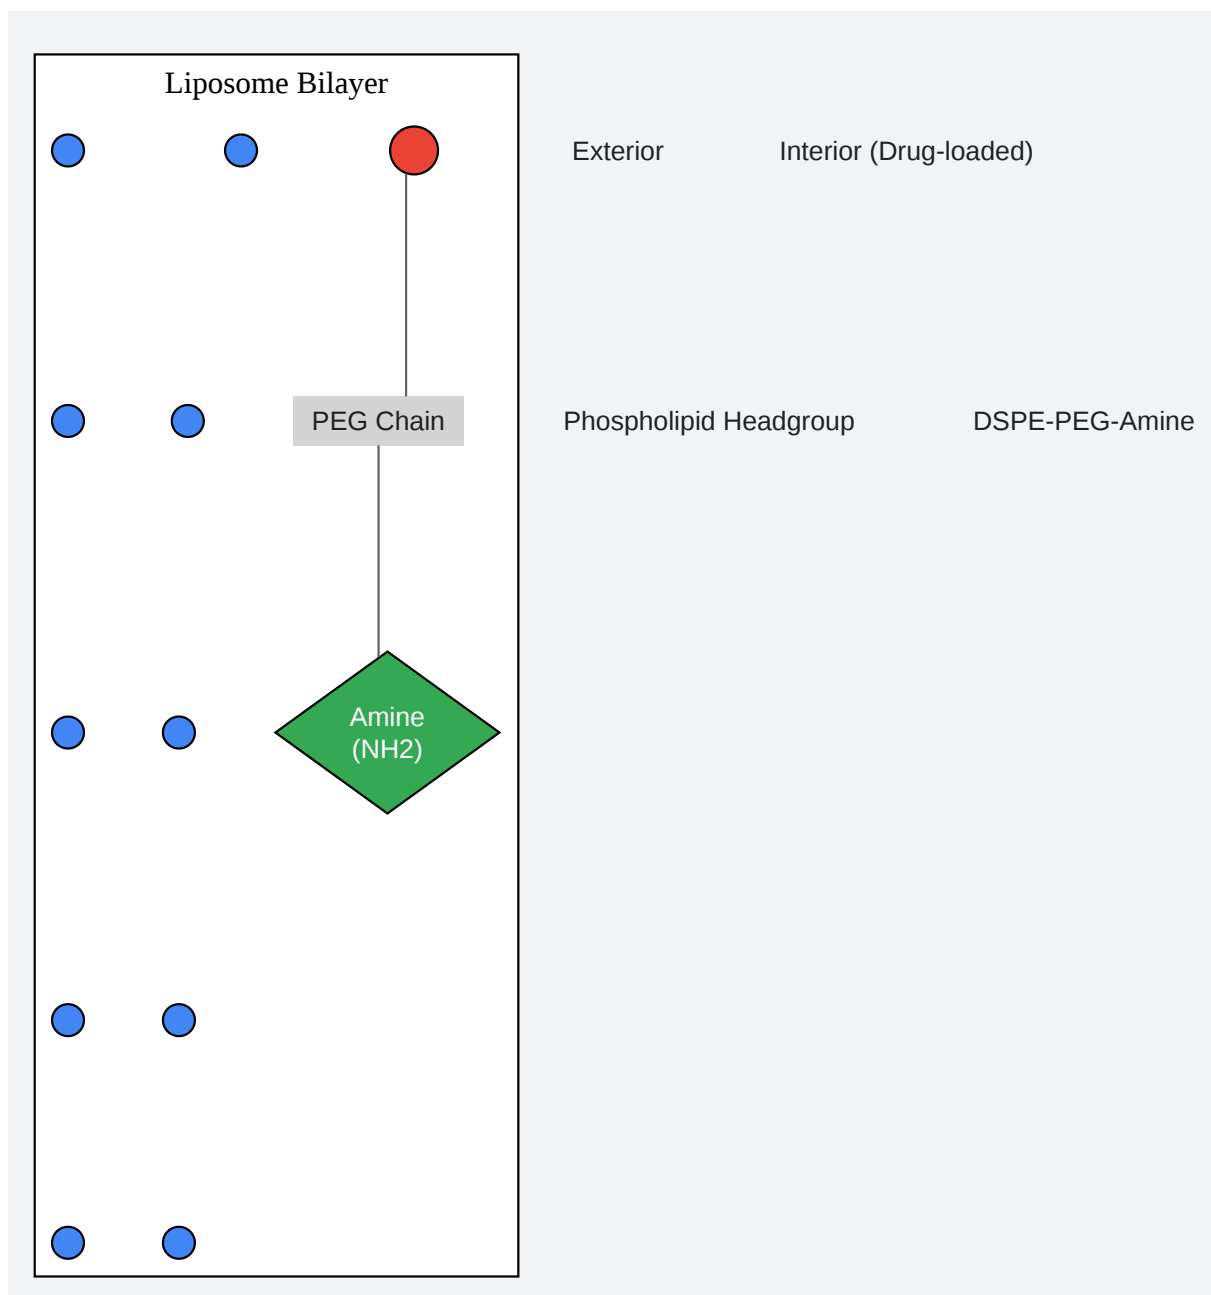 Liposome Bilayer
Exterior
Interior (Drug-loaded)
PEG Chain
Phospholipid Headgroup
DSPE-PEG-Amine
Amine
(NH2)